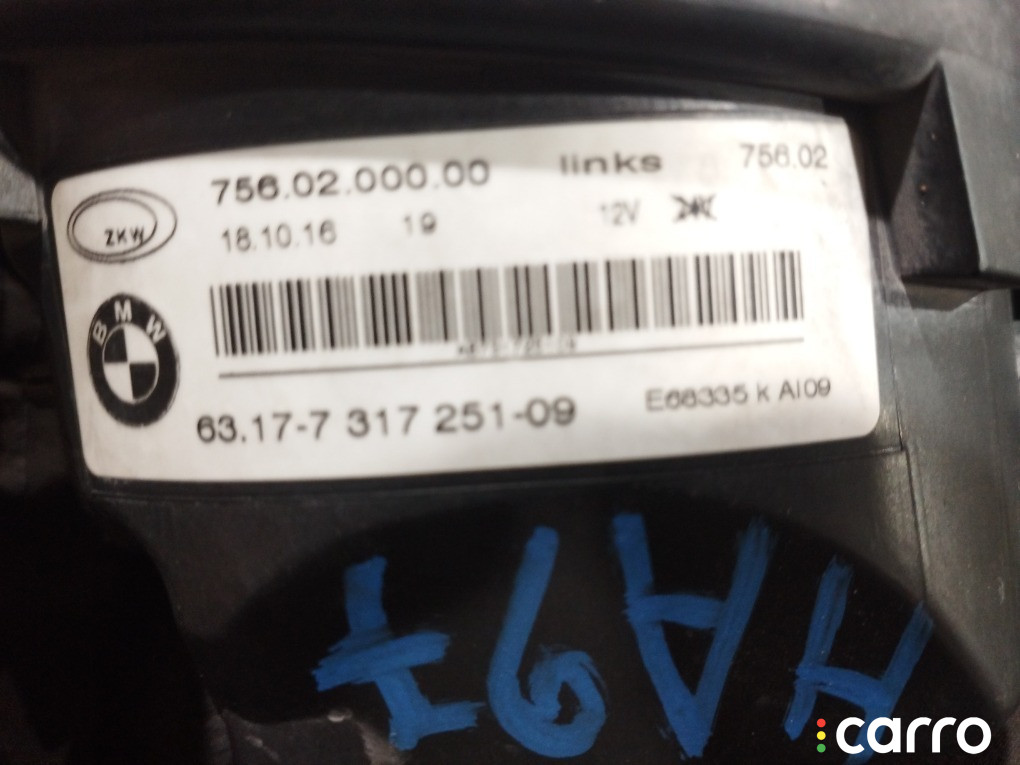 756.02.000.00 links 756.02
ZKW 18.10.16 19 12V
BMW
63.17-7 317 251-09 E66335 k AI09
carro